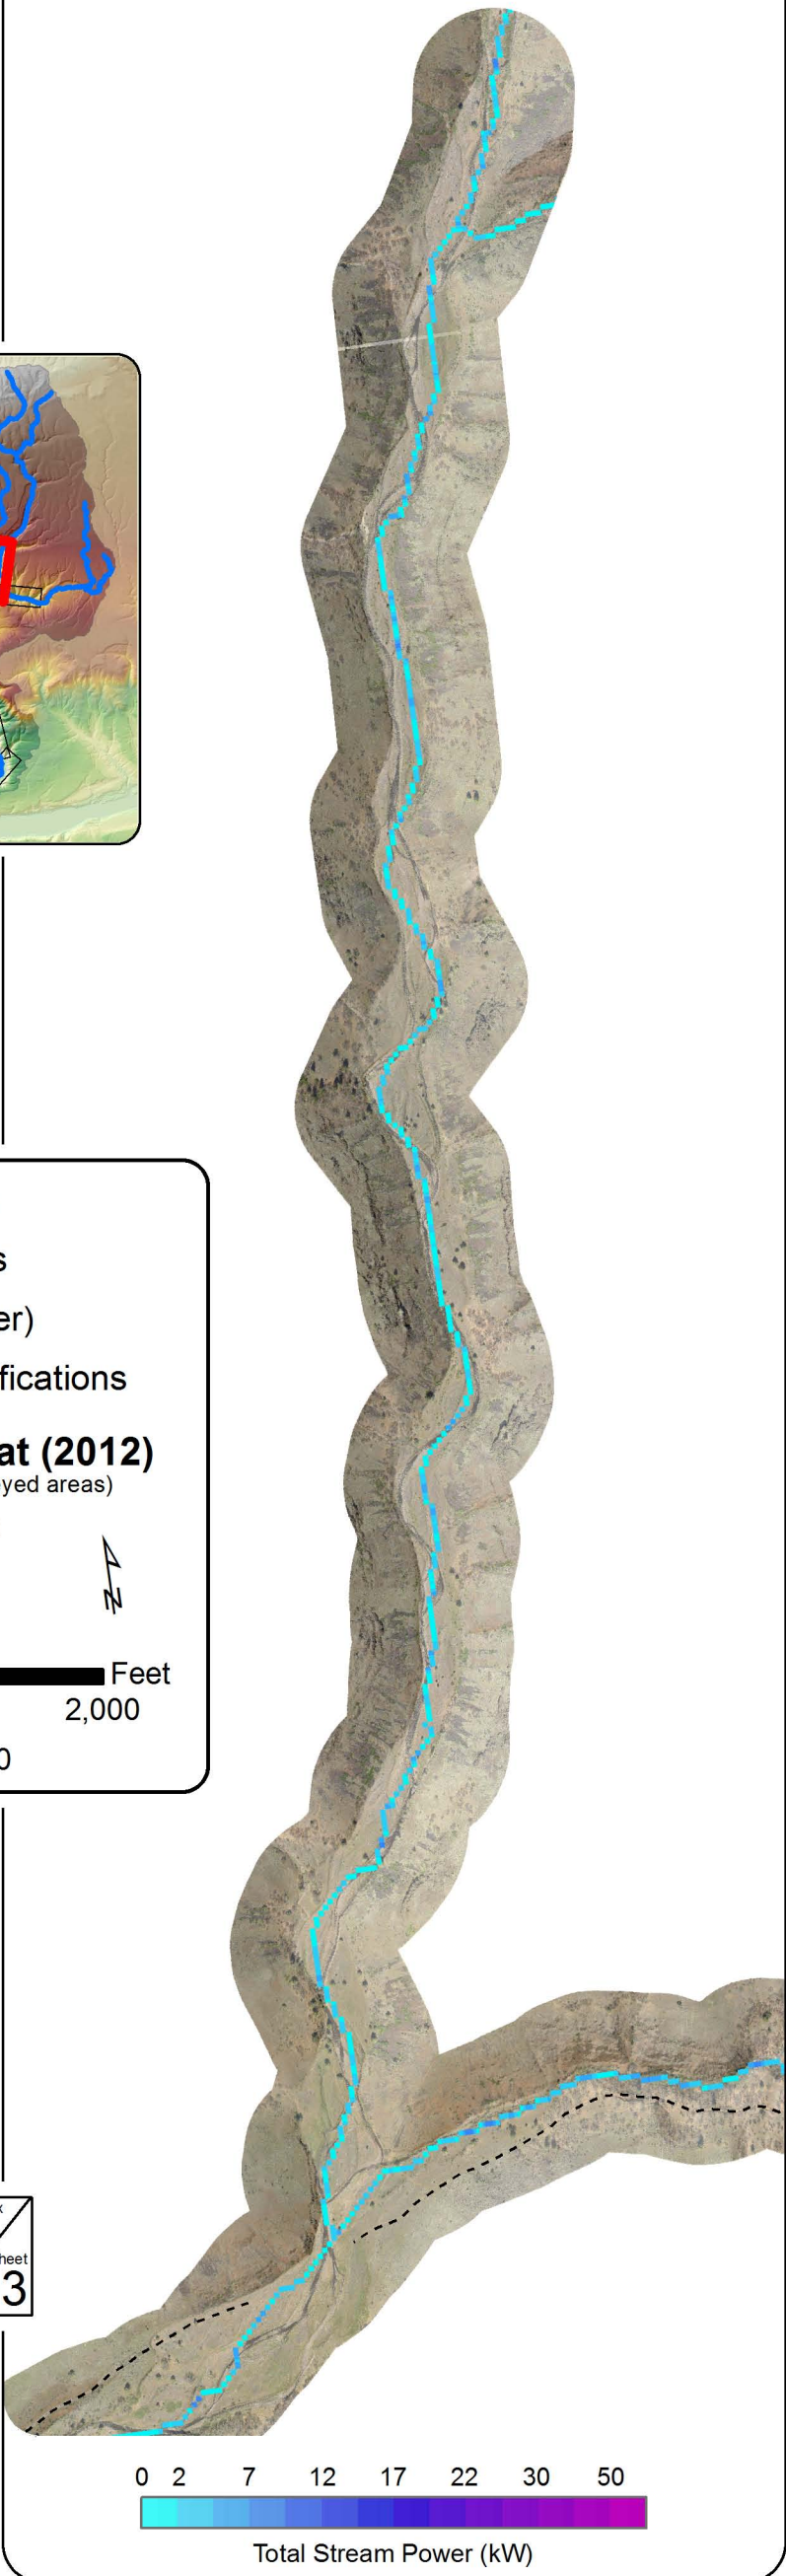 s
er)
fications
at (2012)
yed areas)
N
Feet
2,000
0
x
heet
3
0 2 7 12 17 22 30 50
Total Stream Power (kW)